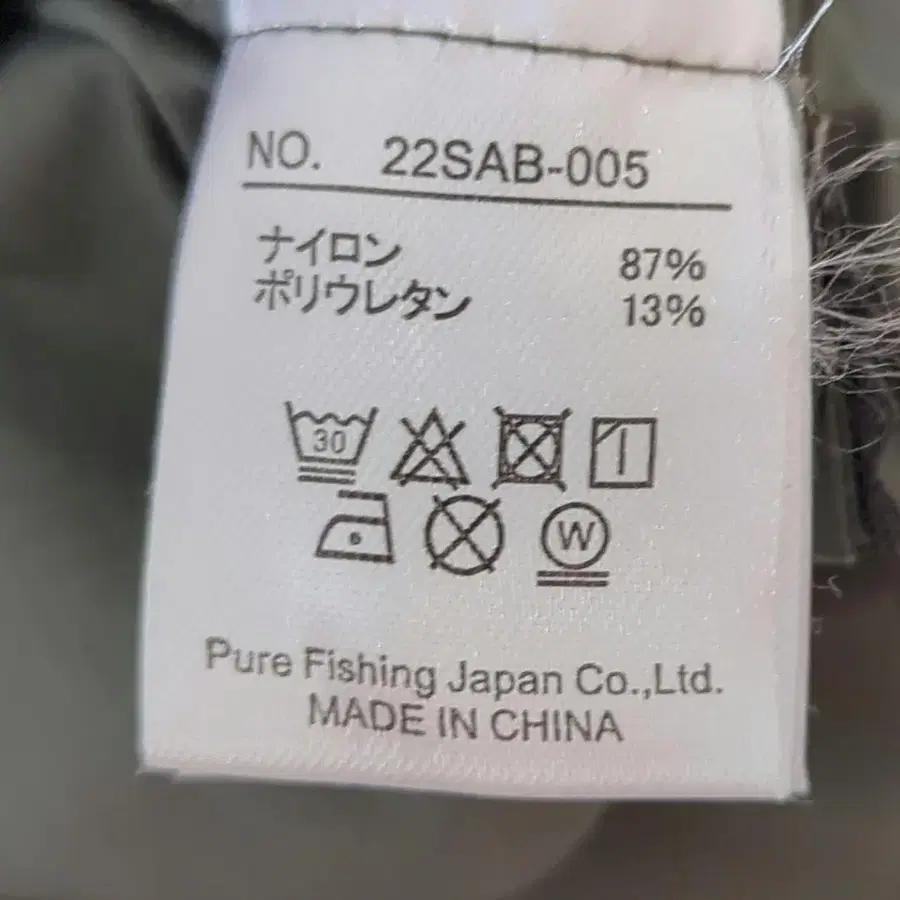 NO. 22SAB-005
ナイロン 87%
ポリウレタン 13%
30
W
Pure Fishing Japan Co.,Ltd.
MADE IN CHINA